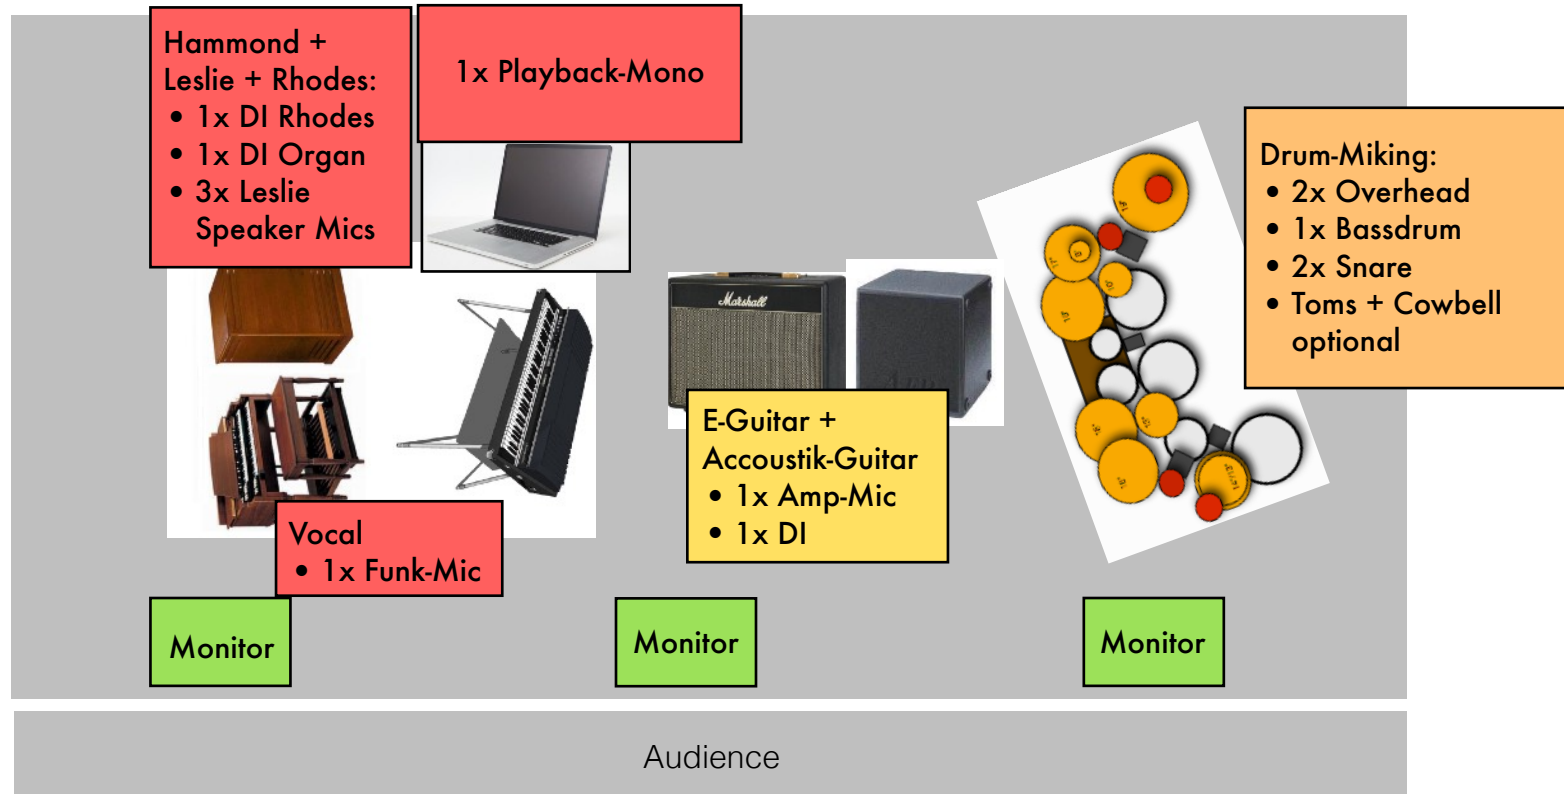 Hammond +
Leslie + Rhodes:
• 1x DI Rhodes
• 1x DI Organ
• 3x Leslie
Speaker Mics
1x Playback-Mono
Drum-Miking:
• 2x Overhead
• 1x Bassdrum
• 2x Snare
• Toms + Cowbell
optional
Marshall
E-Guitar +
Accoustik-Guitar
• 1x Amp-Mic
• 1x DI
Vocal
• 1x Funk-Mic
Monitor
Monitor
Monitor
Audience